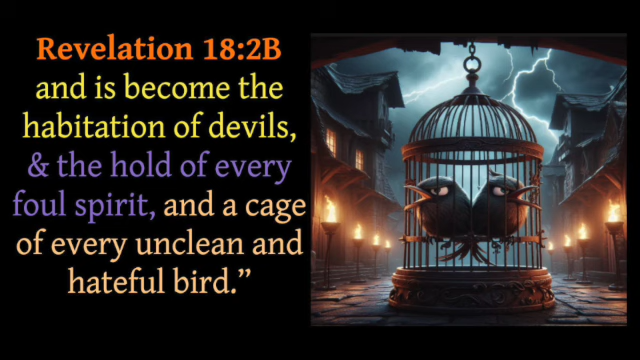 Revelation 18:2B
and is become the
habitation of devils,
& the hold of every
foul spirit, and a cage
of every unclean and
hateful bird.”